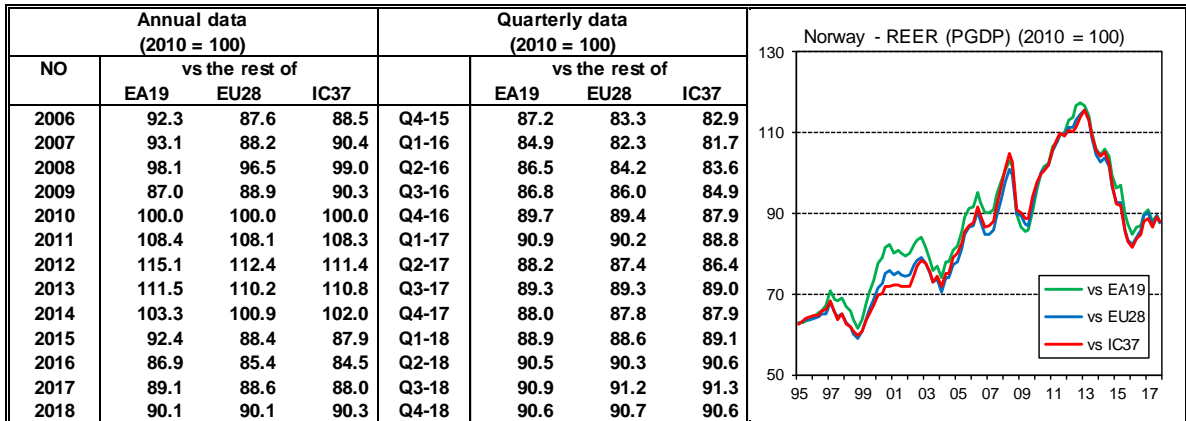 Annual data Quarterly data
(2010 = 100) (2010 = 100)
NO vs the rest of vs the rest of
EA19 EU28 IC37 EA19 EU28 IC37
2006 92.3 87.6 88.5 Q4-15 87.2 83.3 82.9
2007 93.1 88.2 90.4 Q1-16 84.9 82.3 81.7
2008 98.1 96.5 99.0 Q2-16 86.5 84.2 83.6
2009 87.0 88.9 90.3 Q3-16 86.8 86.0 84.9
2010 100.0 100.0 100.0 Q4-16 89.7 89.4 87.9
2011 108.4 108.1 108.3 Q1-17 90.9 90.2 88.8
2012 115.1 112.4 111.4 Q2-17 88.2 87.4 86.4
2013 111.5 110.2 110.8 Q3-17 89.3 89.3 89.0
2014 103.3 100.9 102.0 Q4-17 88.0 87.8 87.9
2015 92.4 88.4 87.9 Q1-18 88.9 88.6 89.1
2016 86.9 85.4 84.5 Q2-18 90.5 90.3 90.6
2017 89.1 88.6 88.0 Q3-18 90.9 91.2 91.3
2018 90.1 90.1 90.3 Q4-18 90.6 90.7 90.6
Norway - REER (PGDP) (2010 = 100)
130
110
90
70
50
vs EA19
vs EU28
vs IC37
95 97 99 01 03 05 07 09 11 13 15 17